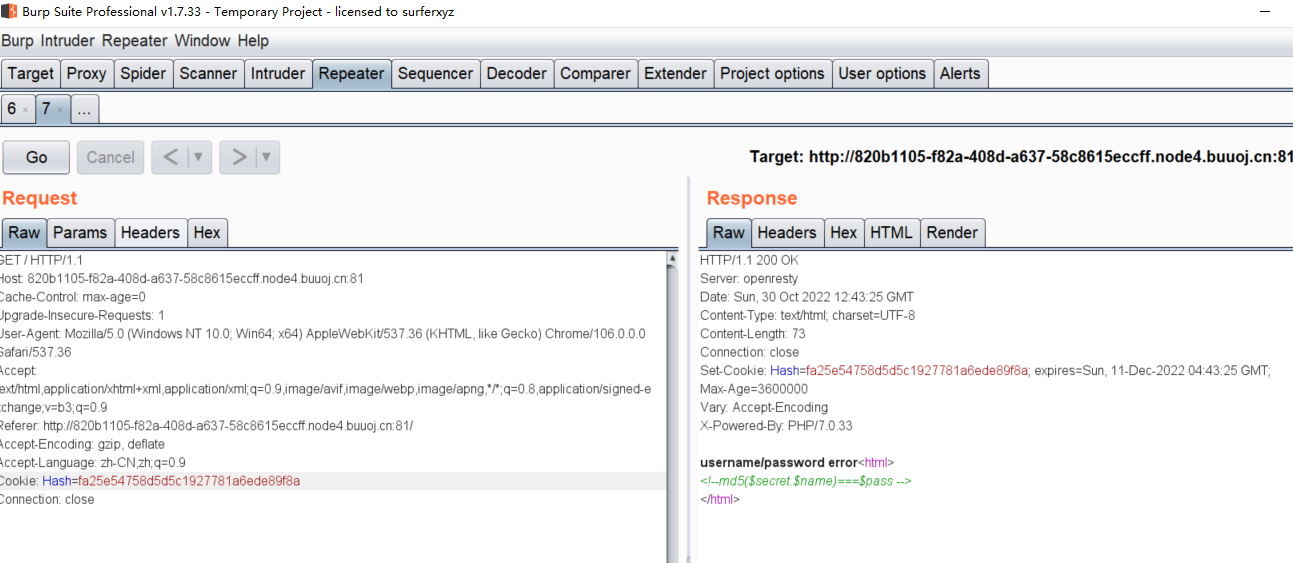 Burp Suite Professional v1.7.33 - Temporary Project - licensed to surferxyz
Burp Intruder Repeater Window Help
Target Proxy Spider Scanner Intruder Repeater Sequencer Decoder Comparer Extender Project options User options Alerts
6 × 7 × ...
Go Cancel < ▼ > ▼ Target: http://820b1105-f82a-408d-a637-58c8615eccff.node4.buuoj.cn:81
Request
Raw Params Headers Hex
GET / HTTP/1.1
Host: 820b1105-f82a-408d-a637-58c8615eccff.node4.buuoj.cn:81
Cache-Control: max-age=0
Upgrade-Insecure-Requests: 1
User-Agent: Mozilla/5.0 (Windows NT 10.0; Win64; x64) AppleWebKit/537.36 (KHTML, like Gecko) Chrome/106.0.0.0
Safari/537.36
Accept:
text/html,application/xhtml+xml,application/xml;q=0.9,image/avif,image/webp,image/apng,*/*;q=0.8,application/signed-e
xchange;v=b3;q=0.9
Referer: http://820b1105-f82a-408d-a637-58c8615eccff.node4.buuoj.cn:81/
Accept-Encoding: gzip, deflate
Accept-Language: zh-CN,zh;q=0.9
Cookie: Hash=fa25e54758d5d5c1927781a6ede89f8a
Connection: close
Response
Raw Headers Hex HTML Render
HTTP/1.1 200 OK
Server: openresty
Date: Sun, 30 Oct 2022 12:43:25 GMT
Content-Type: text/html; charset=UTF-8
Content-Length: 73
Connection: close
Set-Cookie: Hash=fa25e54758d5d5c1927781a6ede89f8a; expires=Sun, 11-Dec-2022 04:43:25 GMT;
Max-Age=3600000
Vary: Accept-Encoding
X-Powered-By: PHP/7.0.33
username/password error<html>
<!--md5($secret.$name)===$pass -->
</html>